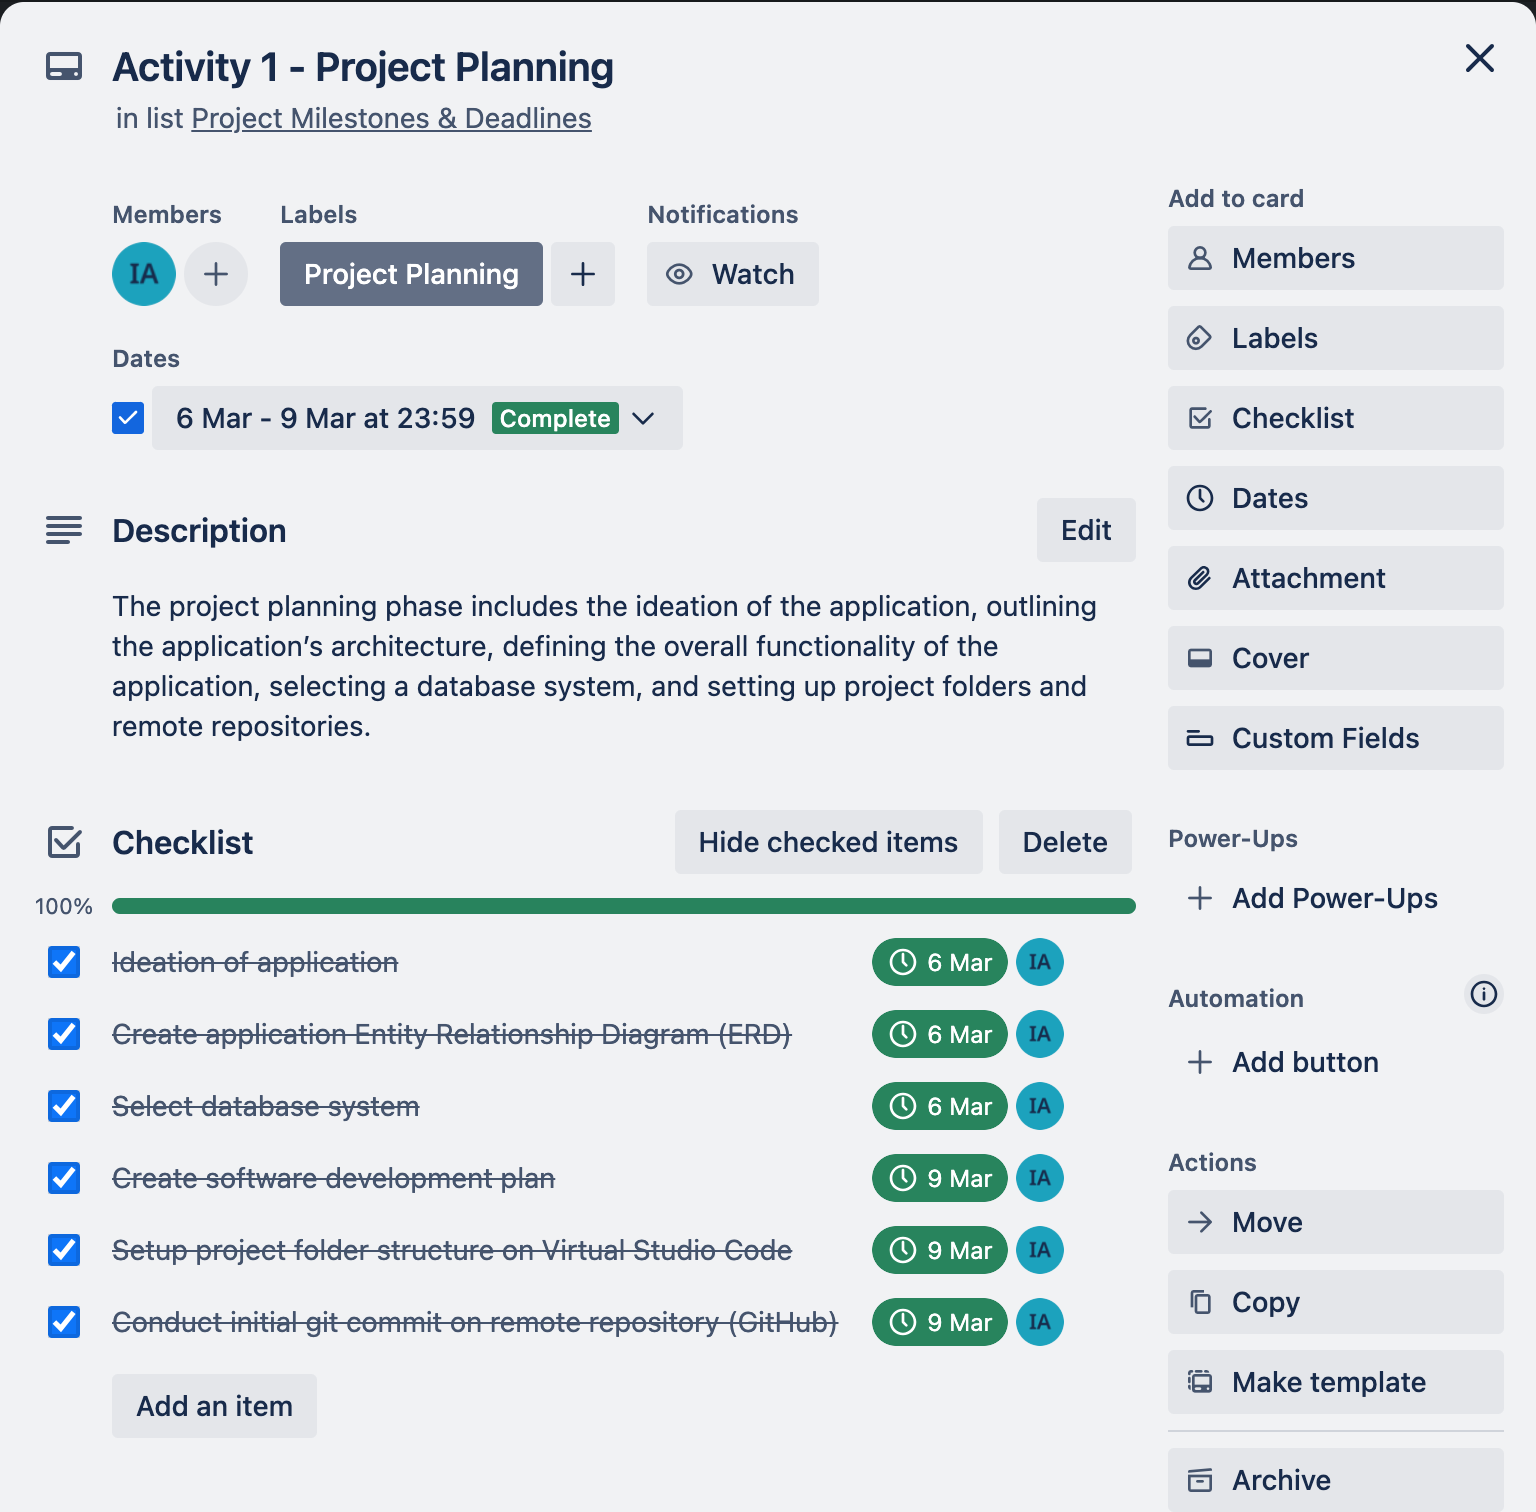 Activity 1 - Project Planning
in list Project Milestones & Deadlines
Members
Labels
Notifications
IA
Project Planning
Watch
Dates
6 Mar - 9 Mar at 23:59 Complete
Description
Edit
The project planning phase includes the ideation of the application, outlining
the application’s architecture, defining the overall functionality of the
application, selecting a database system, and setting up project folders and
remote repositories.
Checklist
Hide checked items
Delete
100%
Ideation of application 6 Mar IA
Create application Entity Relationship Diagram (ERD) 6 Mar IA
Select database system 6 Mar IA
Create software development plan 9 Mar IA
Setup project folder structure on Virtual Studio Code 9 Mar IA
Conduct initial git commit on remote repository (GitHub) 9 Mar IA
Add an item
Add to card
Members
Labels
Checklist
Dates
Attachment
Cover
Custom Fields
Power-Ups
Add Power-Ups
Automation
Add button
Actions
Move
Copy
Make template
Archive